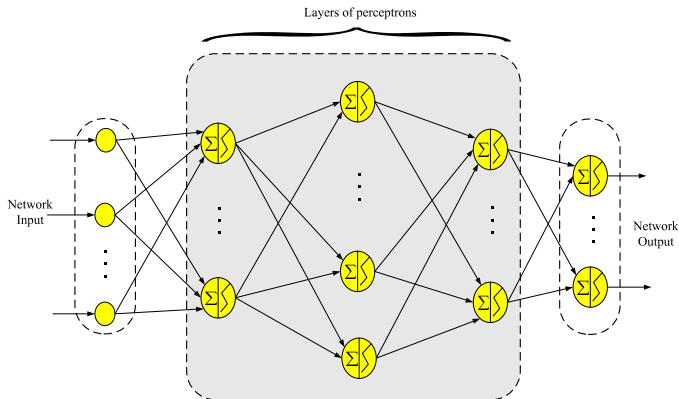 Layers of perceptrons
Network
Input
Σ
Σ
Σ
Σ
Σ
Σ
Σ
Σ
Σ
Network
Output